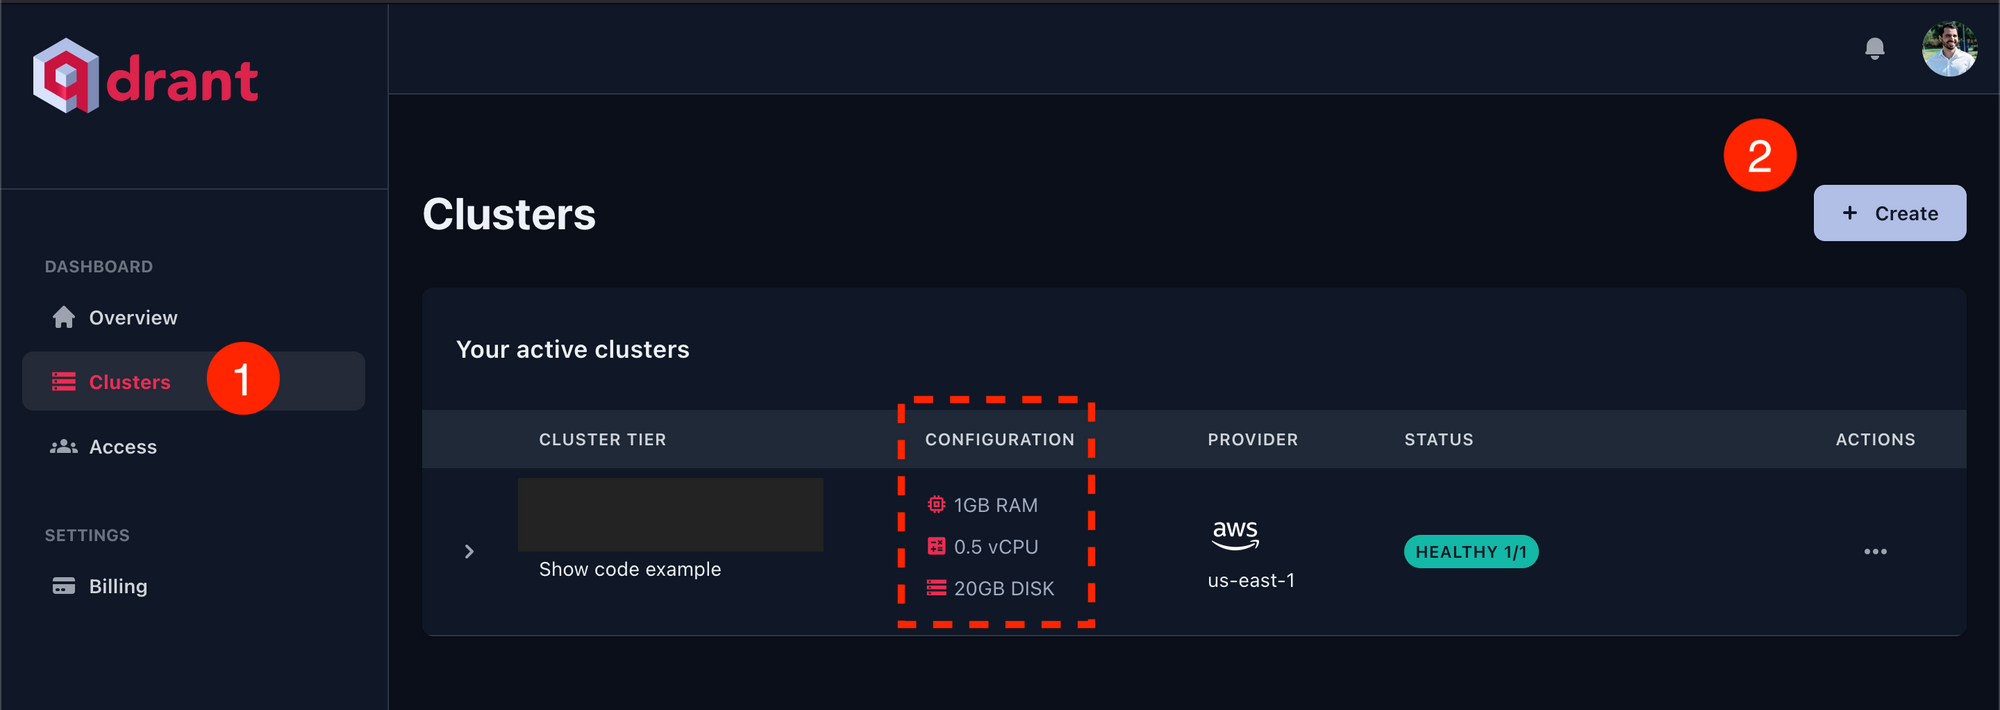 qdrant
2
Clusters
+ Create
DASHBOARD
Overview
Clusters
1
Access
SETTINGS
Billing
Your active clusters
CLUSTER TIER CONFIGURATION PROVIDER STATUS ACTIONS
1GB RAM
0.5 vCPU
20GB DISK
Show code example
aws
us-east-1
HEALTHY 1/1